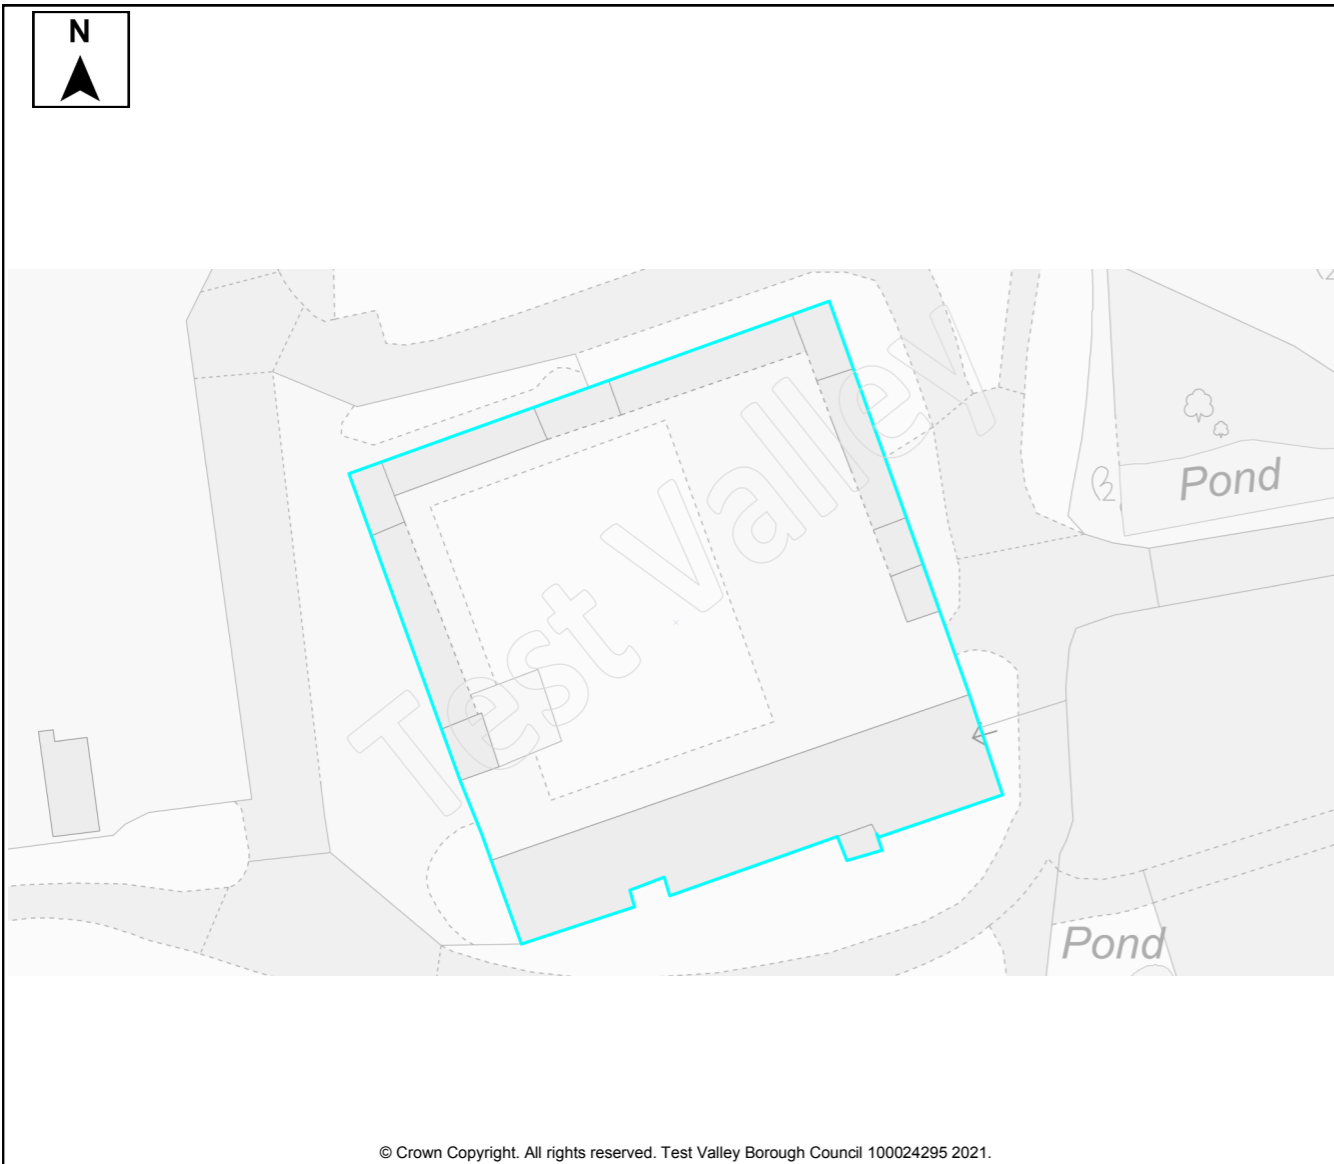 N
Test Valley
Pond
Pond
© Crown Copyright. All rights reserved. Test Valley Borough Council 100024295 2021.